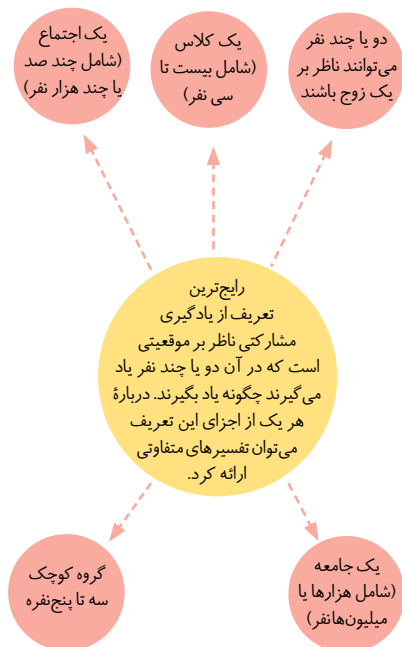 دو یا چند نفر
می‌توانند ناظر بر
یک زوج باشند
یک کلاس
(شامل بیست تا
سی نفر)
یک اجتماع
(شامل چند صد
یا چند هزار نفر)
رایج‌ترین
تعریف از یادگیری
مشارکتی ناظر بر موقعیتی
است که در آن دو یا چند نفر یاد
می‌گیرند چگونه یاد بگیرند. دربارهٔ
هر یک از اجزای این تعریف
می‌توان تفسیرهای متفاوتی
ارائه کرد.
یک جامعه
(شامل هزارها یا
میلیون‌هانفر)
گروه کوچک
سه تا پنج‌نفره